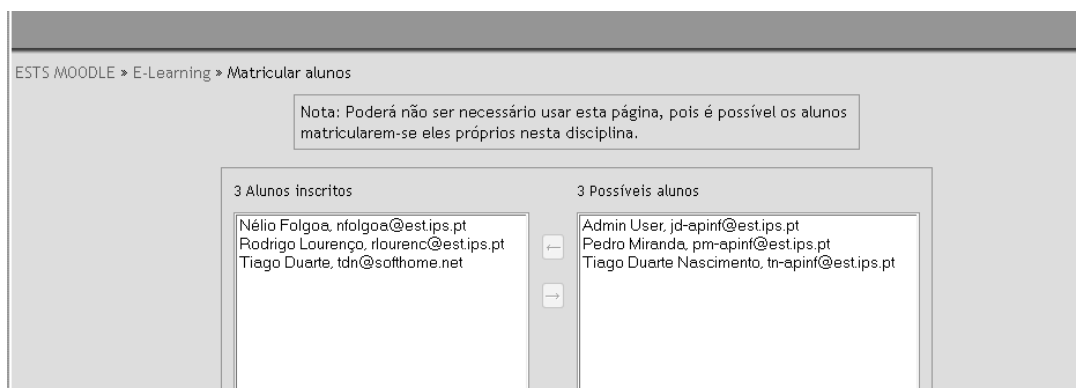 ESTS MOODLE » E-Learning » Matricular alunos
Nota: Poderá não ser necessário usar esta página, pois é possível os alunos
matricularem-se eles próprios nesta disciplina.
3 Alunos inscritos
3 Possíveis alunos
Nélio Folgoa, nfolgoa@est.ips.pt
Rodrigo Lourenço, rlourenc@est.ips.pt
Tiago Duarte, tdn@softhome.net
←
→
Admin User, jd-apinf@est.ips.pt
Pedro Miranda, pm-apinf@est.ips.pt
Tiago Duarte Nascimento, tn-apinf@est.ips.pt